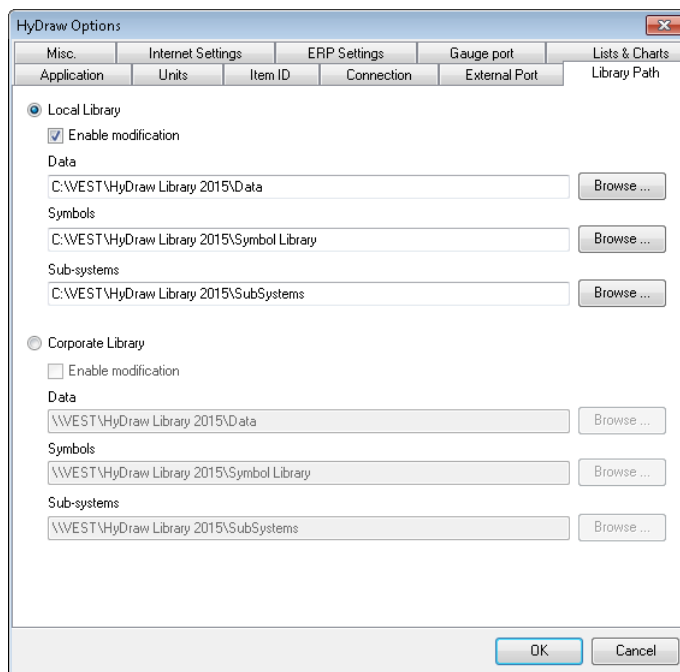 HyDraw Options
Misc. Internet Settings ERP Settings Gauge port Lists & Charts
Application Units Item ID Connection External Port Library Path
Local Library
Enable modification
Data
C:\VEST\HyDraw Library 2015\Data Browse ...
Symbols
C:\VEST\HyDraw Library 2015\Symbol Library Browse ...
Sub-systems
C:\VEST\HyDraw Library 2015\SubSystems Browse ...
Corporate Library
Enable modification
Data
\\VEST\HyDraw Library 2015\Data Browse ...
Symbols
\\VEST\HyDraw Library 2015\Symbol Library Browse ...
Sub-systems
\\VEST\HyDraw Library 2015\SubSystems Browse ...
OK Cancel